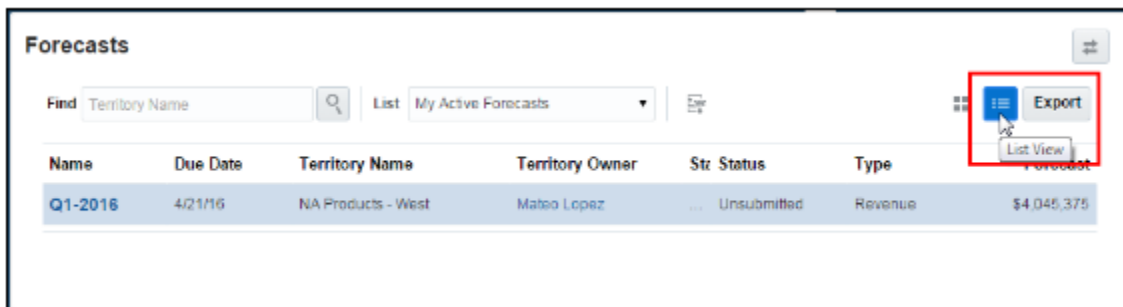 Forecasts
Find Territory Name List My Active Forecasts Export
List View
Name Due Date Territory Name Territory Owner Sta Status Type Forecast
Q1-2016 4/21/16 NA Products - West Mateo Lopez ... Unsubmitted Revenue $4,045,375